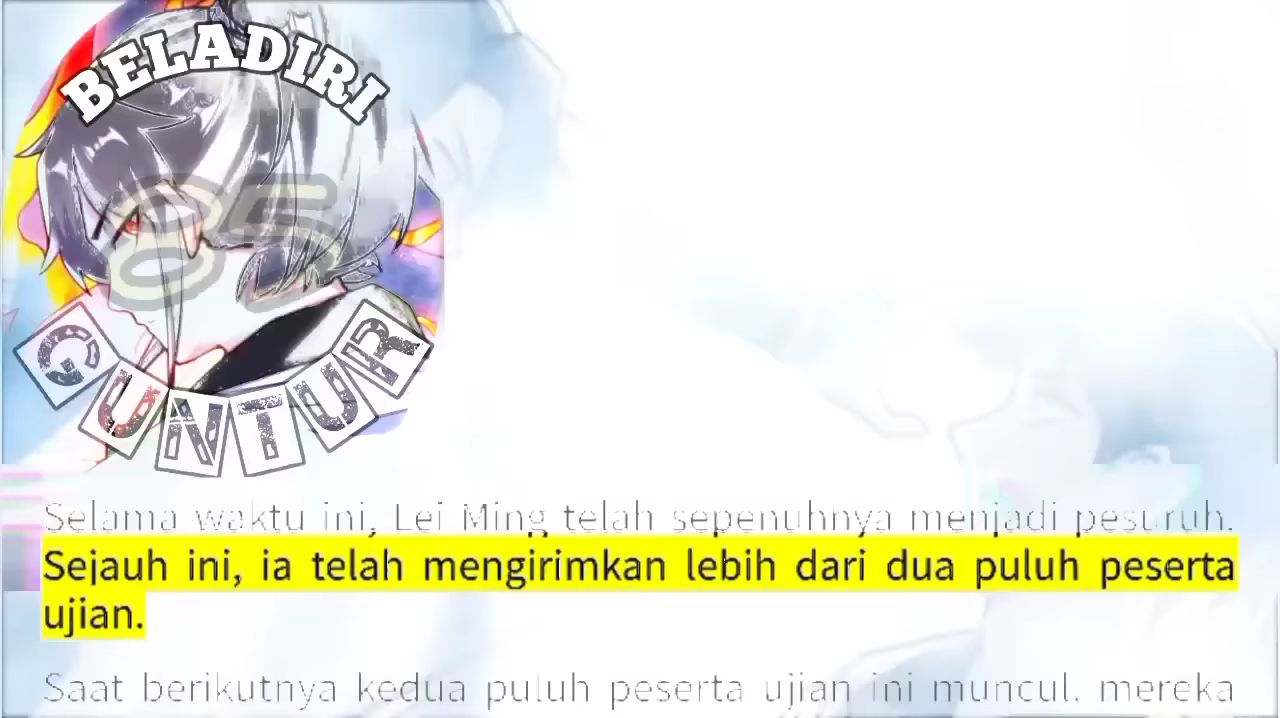 BELADIRI
85
GUNTUR
Selama waktu ini, Lei Ming telah sepenuhnya menjadi pesuruh.
Sejauh ini, ia telah mengirimkan lebih dari dua puluh peserta
ujian.
Saat berikutnya kedua puluh peserta ujian ini muncul, mereka